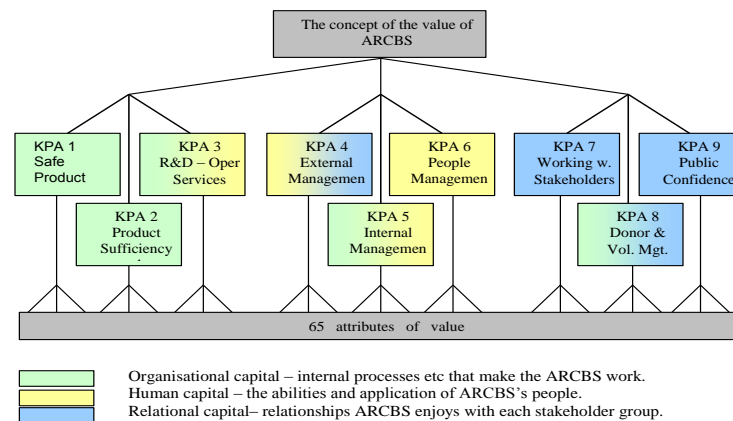 The concept of the value of
ARCBS
KPA 1
Safe
Product
KPA 3
R&D – Oper
Services
KPA 4
External
Managemen
KPA 6
People
Managemen
KPA 7
Working w.
Stakeholders
KPA 9
Public
Confidence
KPA 2
Product
Sufficiency
KPA 5
Internal
Managemen
KPA 8
Donor &
Vol. Mgt.
65 attributes of value
Organisational capital – internal processes etc that make the ARCBS work.
Human capital – the abilities and application of ARCBS's people.
Relational capital– relationships ARCBS enjoys with each stakeholder group.